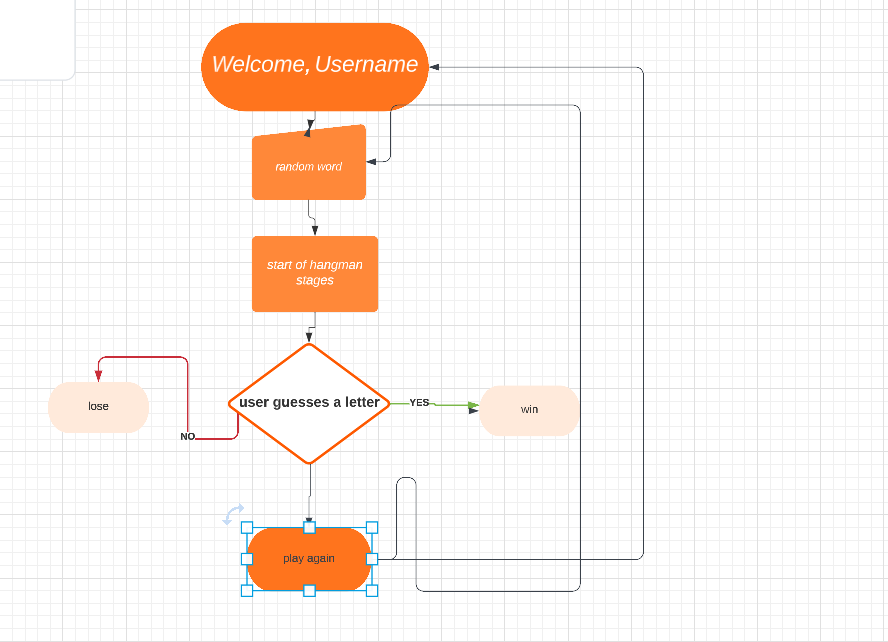 Welcome, Username
random word
start of hangman
stages
user guesses a letter
YES
win
lose
NO
play again